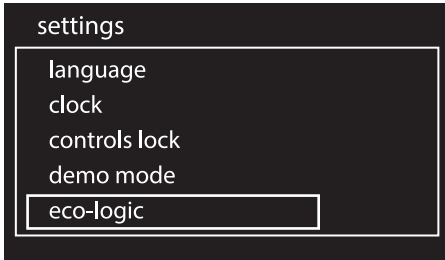 settings
language
clock
controls lock
demo mode
eco-logic